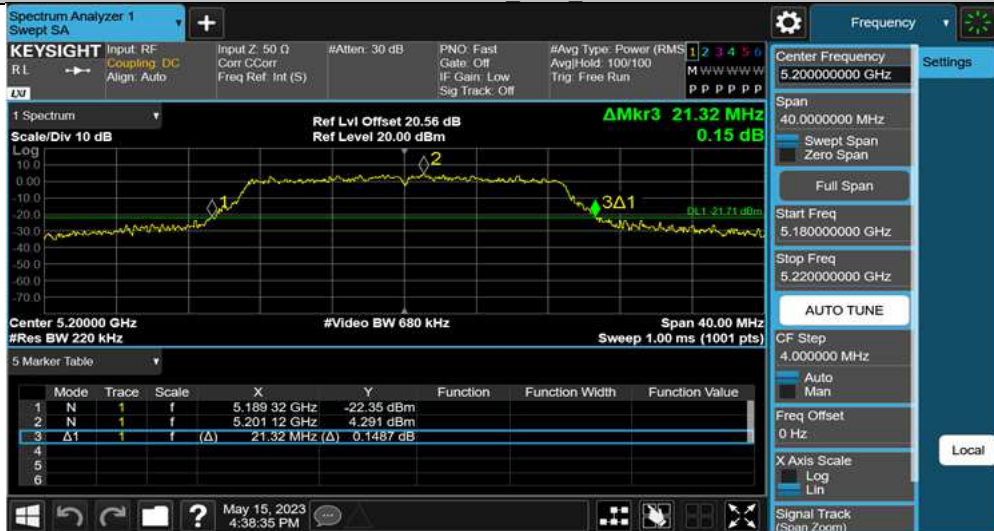 Spectrum Analyzer 1
Swept SA
+
Frequency
KEYSIGHT
RL
LXI
Input: RF
Coupling: DC
Align: Auto
Input Z: 50 Ω
Corr CCorr
Freq Ref: Int (S)
#Atten: 30 dB
PNO: Fast
Gate: Off
IF Gain: Low
Sig Track: Off
#Avg Type: Power (RMS
Avg|Hold: 100/100
Trig: Free Run
1 2 3 4 5 6
M W W W W W
P P P P P P
1 Spectrum
Scale/Div 10 dB
Ref Lvl Offset 20.56 dB
Ref Level 20.00 dBm
ΔMkr3 21.32 MHz
0.15 dB
Log
10.0
0.00
-10.0
-20.0
-30.0
-40.0
-50.0
-60.0
-70.0
1
2
3Δ1
DL1 -21.71 dBm
Center 5.20000 GHz
#Res BW 220 kHz
#Video BW 680 kHz
Span 40.00 MHz
Sweep 1.00 ms (1001 pts)
5 Marker Table
Mode Trace Scale X Y Function Function Width Function Value
1 N 1 f 5.189 32 GHz -22.35 dBm
2 N 1 f 5.201 12 GHz 4.291 dBm
3 Δ1 1 f (Δ) 21.32 MHz (Δ) 0.1487 dB
4
5
6
?
May 15, 2023
4:38:35 PM
Center Frequency
5.200000000 GHz
Span
40.0000000 MHz
Swept Span
Zero Span
Full Span
Start Freq
5.180000000 GHz
Stop Freq
5.220000000 GHz
AUTO TUNE
CF Step
4.000000 MHz
Auto
Man
Freq Offset
0 Hz
X Axis Scale
Log
Lin
Signal Track
(Span Zoom)
Settings
Local